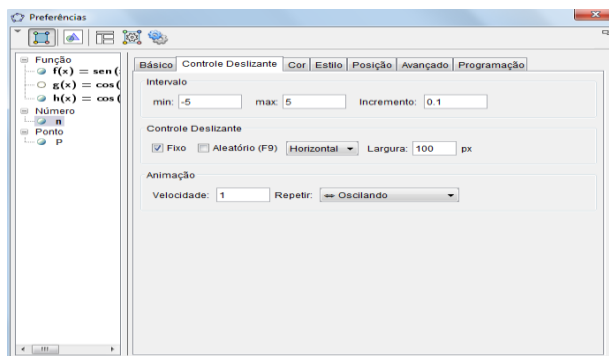 Preferências
Função
f(x) = sen (
g(x) = cos(
h(x) = cos(
Número
n
Ponto
P
Básico Controle Deslizante Cor Estilo Posição Avançado Programação
Intervalo
min: -5 max: 5 Incremento: 0.1
Controle Deslizante
Fixo Aleatório (F9) Horizontal Largura: 100 px
Animação
Velocidade: 1 Repetir: ⇔ Oscilando